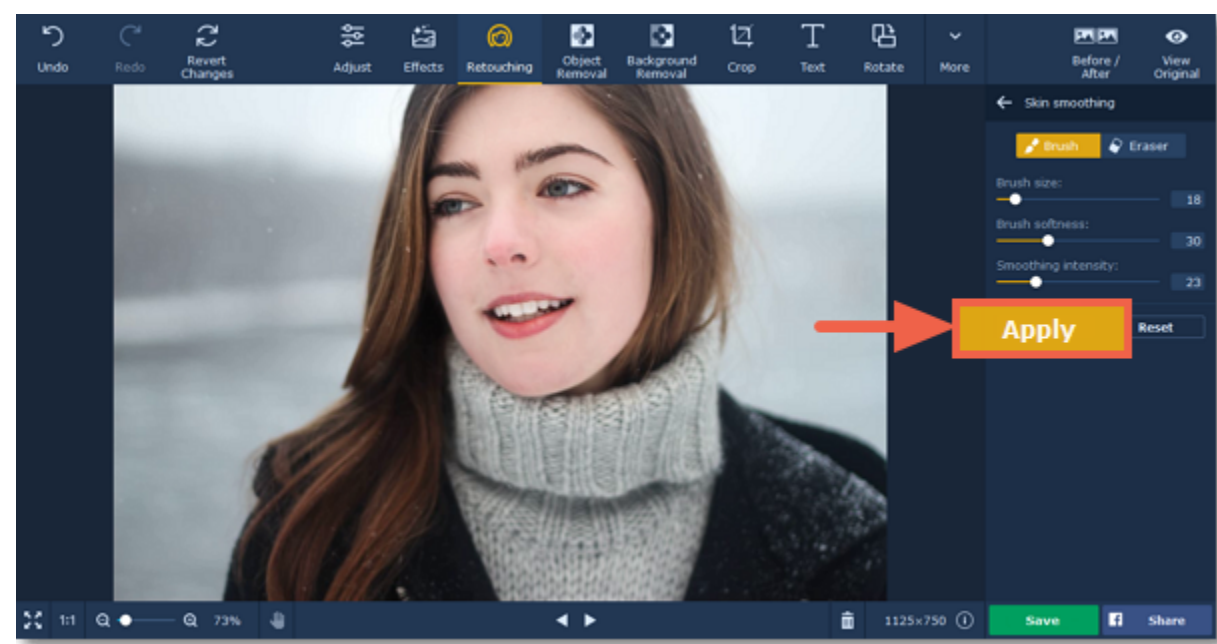 Undo
Redo
Revert
Changes
Adjust
Effects
Retouching
Object
Removal
Background
Removal
Crop
Text
Rotate
More
Before /
After
View
Original
Skin smoothing
Brush
Eraser
Brush size:
18
Brush softness:
30
Smoothing intensity:
23
Apply
Reset
1:1
73%
1125×750
Save
Share